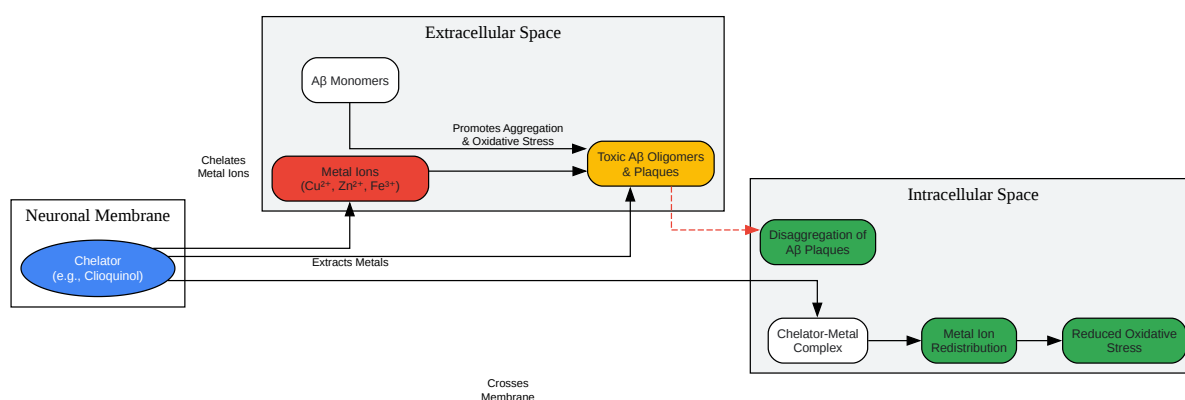 Extracellular Space
Aβ Monomers
Promotes Aggregation
& Oxidative Stress
Toxic Aβ Oligomers
& Plaques
Chelates
Metal Ions
Metal Ions
(Cu²⁺, Zn²⁺, Fe³⁺)
Neuronal Membrane
Chelator
(e.g., Clioquinol)
Extracts Metals
Intracellular Space
Disaggregation of
Aβ Plaques
Chelator-Metal
Complex
Metal Ion
Redistribution
Reduced Oxidative
Stress
Crosses
Membrane